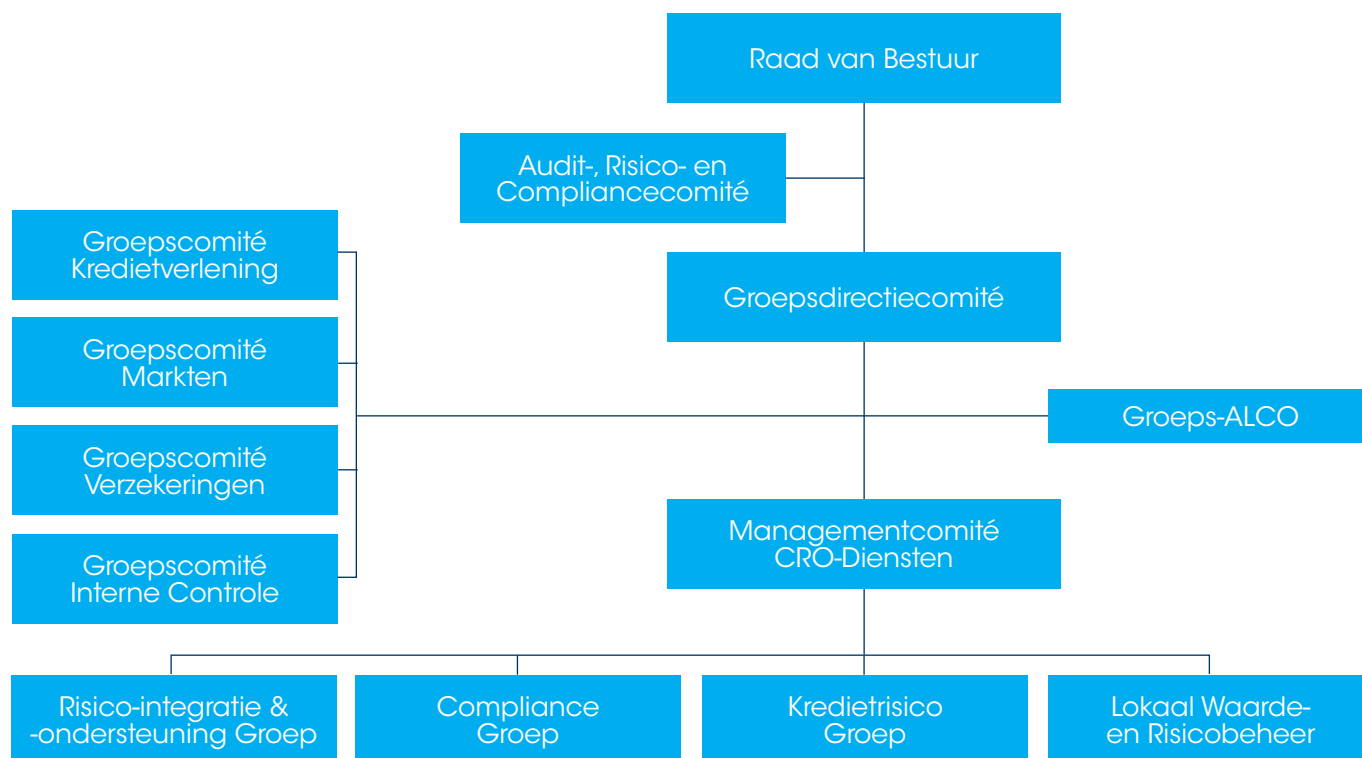 Raad van Bestuur
Audit-, Risico- en
Compliancecomité
Groepscomité
Kredietverlening
Groepsdirectiecomité
Groepscomité
Markten
Groeps-ALCO
Groepscomité
Verzekeringen
Managementcomité
CRO-Diensten
Groepscomité
Interne Controle
Risico-integratie &
-ondersteuning Groep
Compliance
Groep
Kredietrisico
Groep
Lokaal Waarde-
en Risicobeheer